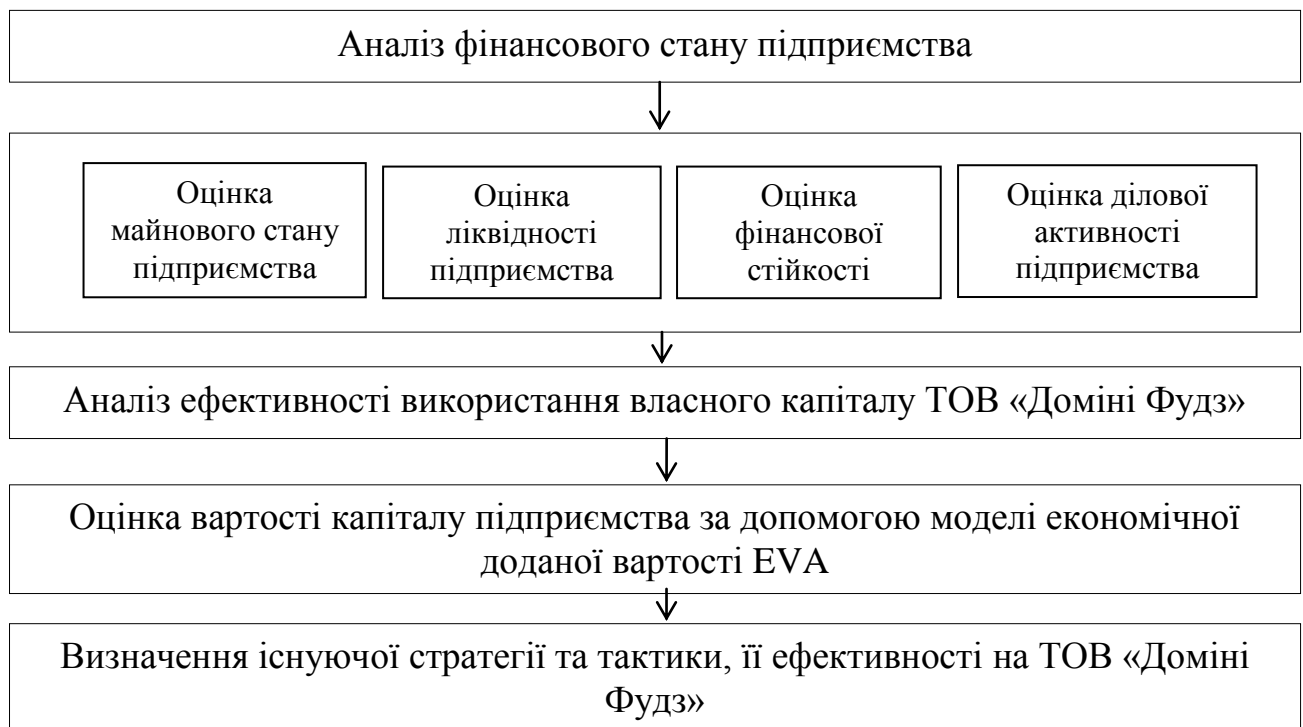 Аналіз фінансового стану підприємства
Оцінка
майнового стану
підприємства
Оцінка
ліквідності
підприємства
Оцінка
фінансової
стійкості
Оцінка ділової
активності
підприємства
Аналіз ефективності використання власного капіталу ТОВ «Доміні Фудз»
Оцінка вартості капіталу підприємства за допомогою моделі економічної
доданої вартості EVA
Визначення існуючої стратегії та тактики, її ефективності на ТОВ «Доміні
Фудз»